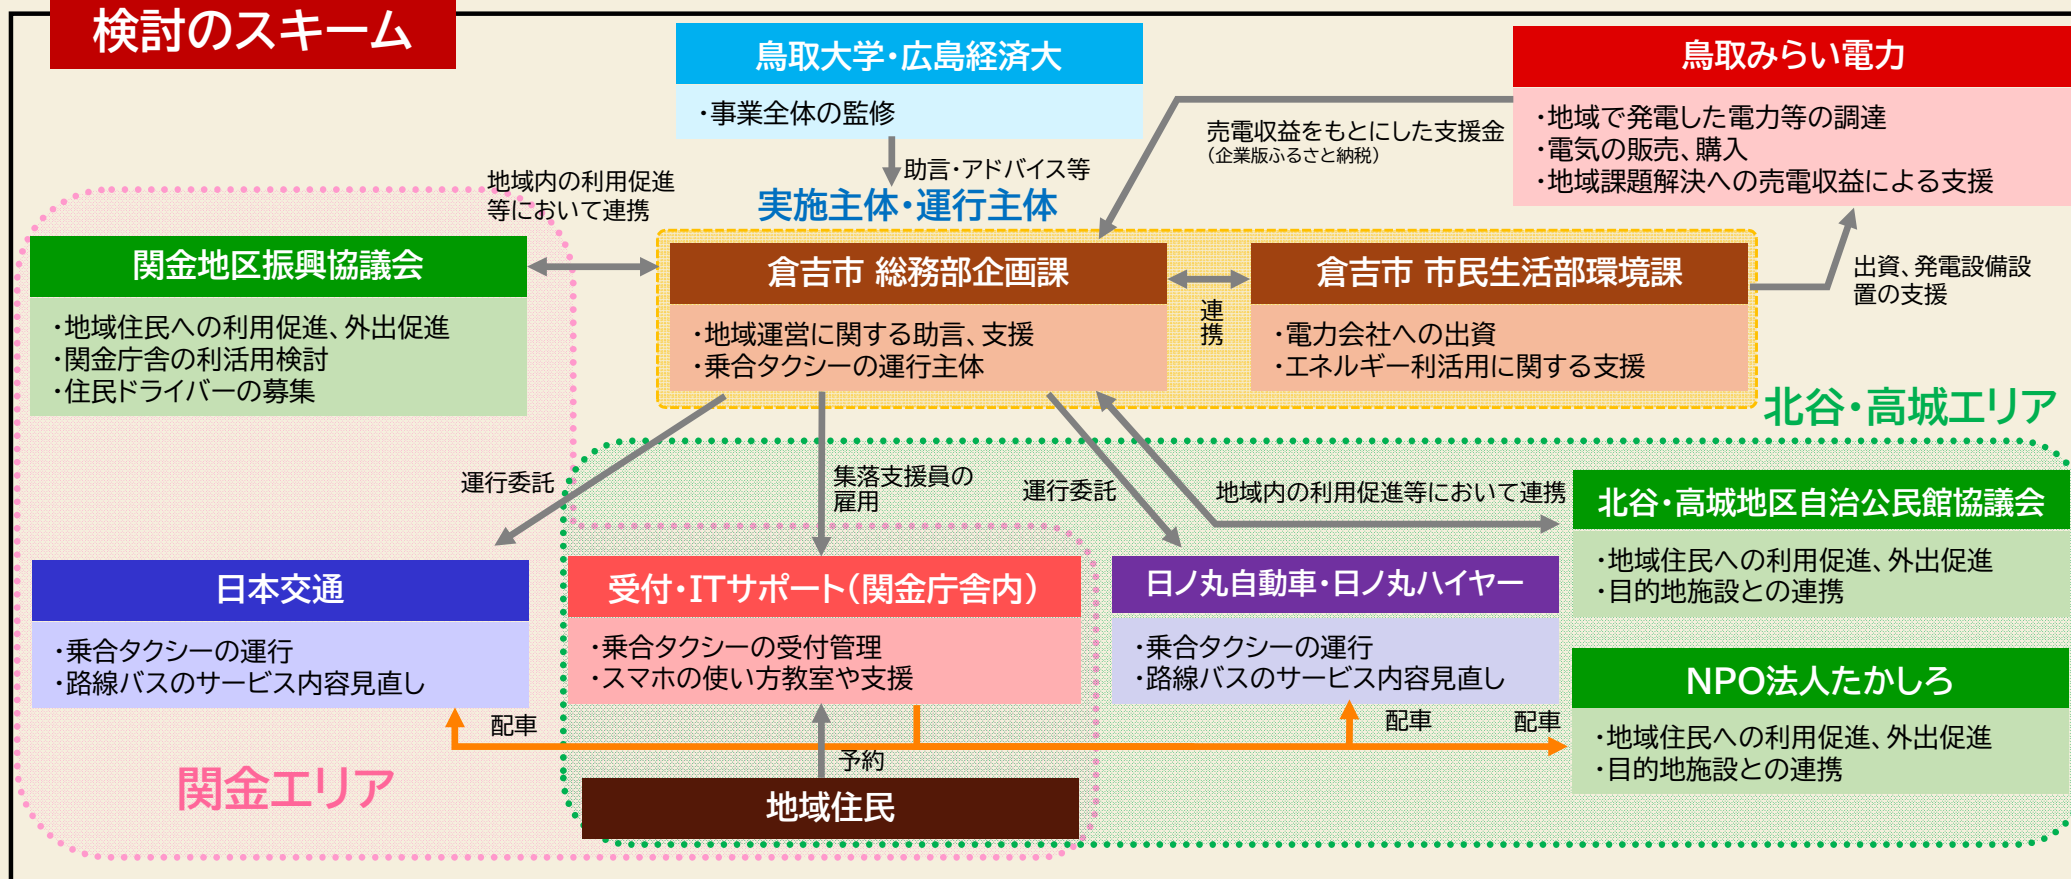 検討のスキーム
鳥取大学・広島経済大
・事業全体の監修
助言・アドバイス等
鳥取みらい電力
・地域で発電した電力等の調達
・電気の販売、購入
・地域課題解決への売電収益による支援
売電収益をもとにした支援金
（企業版ふるさと納税）
地域内の利用促進
等において連携
実施主体・運行主体
関金地区振興協議会
・地域住民への利用促進、外出促進
・関金庁舎の利活用検討
・住民ドライバーの募集
倉吉市 総務部企画課
・地域運営に関する助言、支援
・乗合タクシーの運行主体
連
携
倉吉市 市民生活部環境課
・電力会社への出資
・エネルギー利活用に関する支援
出資、発電設備設
置の支援
北谷・高城エリア
運行委託
集落支援員の
雇用
運行委託
地域内の利用促進等において連携
北谷・高城地区自治公民館協議会
・地域住民への利用促進、外出促進
・目的地施設との連携
日本交通
・乗合タクシーの運行
・路線バスのサービス内容見直し
受付・ITサポート（関金庁舎内）
・乗合タクシーの受付管理
・スマホの使い方教室や支援
日ノ丸自動車・日ノ丸ハイヤー
・乗合タクシーの運行
・路線バスのサービス内容見直し
NPO法人たかしろ
・地域住民への利用促進、外出促進
・目的地施設との連携
配車
配車
配車
予約
関金エリア
地域住民